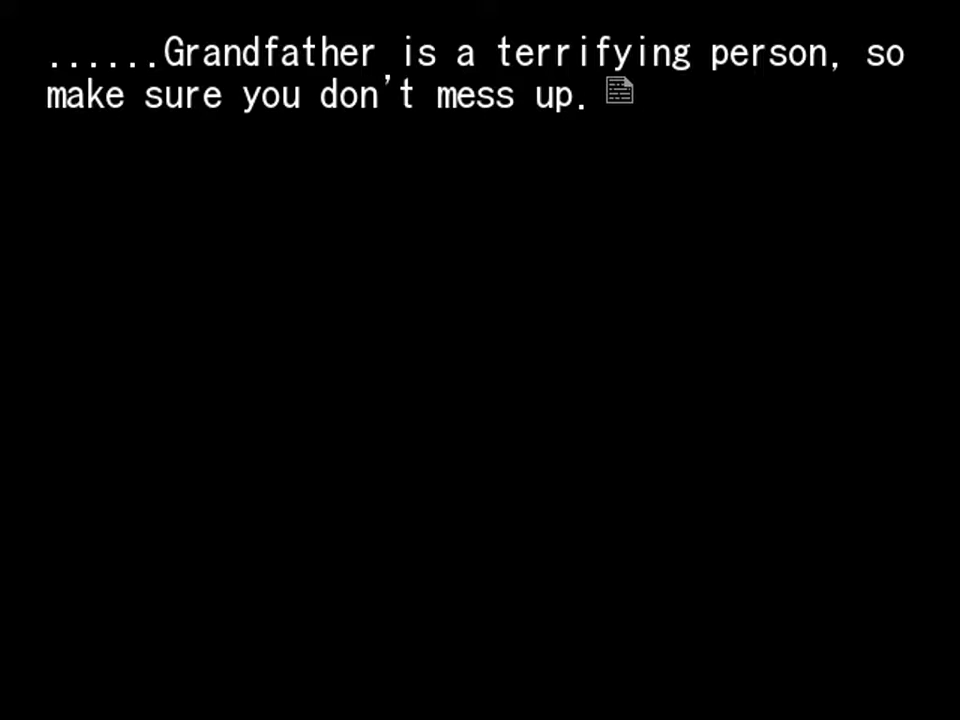 ......Grandfather is a terrifying person, so
make sure you don't mess up.